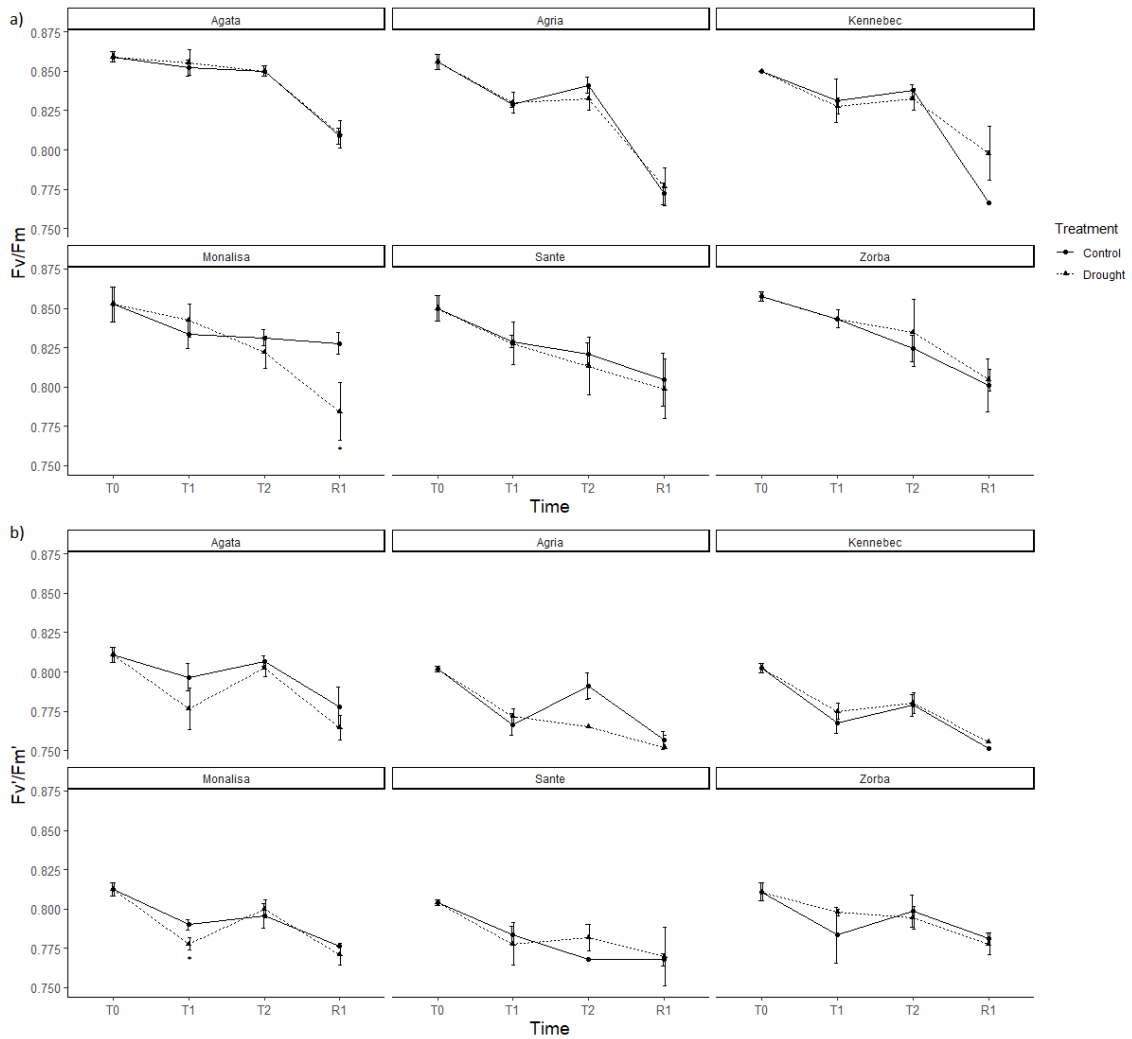 a)
Agata Agria Kennebec
0.875
0.850
0.825
0.800
0.775
0.750
Fv/Fm
Monalisa Sante Zorba
0.875
0.850
0.825
0.800
0.775
0.750
*
T0 T1 T2 R1 T0 T1 T2 R1 T0 T1 T2 R1
Time
Treatment
Control
Drought
b)
Agata Agria Kennebec
0.875
0.850
0.825
0.800
0.775
0.750
Fv'/Fm'
Monalisa Sante Zorba
0.875
0.850
0.825
0.800
0.775
0.750
*
T0 T1 T2 R1 T0 T1 T2 R1 T0 T1 T2 R1
Time